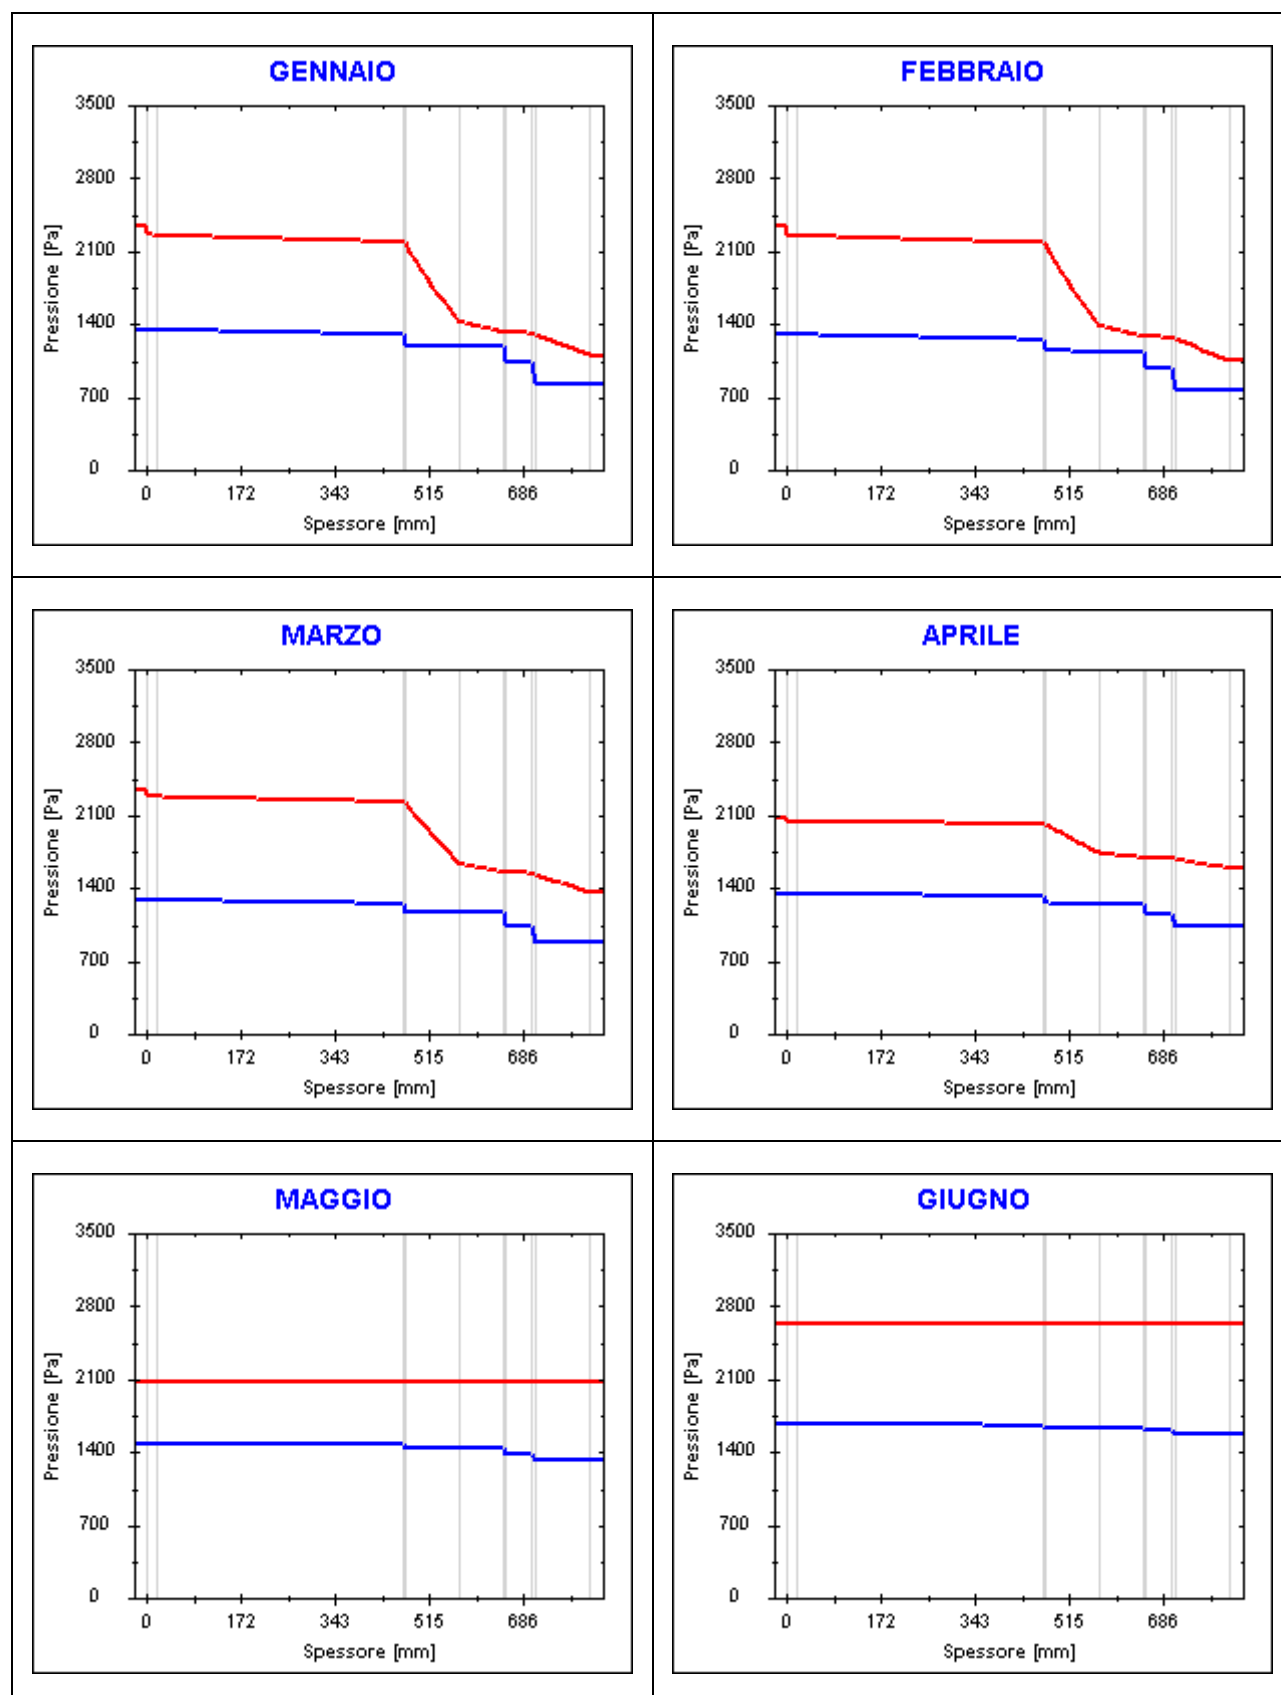 GENNAIO
3500
2800
2100
1400
700
0
Pressione [Pa]
0 172 343 515 686
Spessore [mm]
FEBBRAIO
3500
2800
2100
1400
700
0
Pressione [Pa]
0 172 343 515 686
Spessore [mm]
MARZO
3500
2800
2100
1400
700
0
Pressione [Pa]
0 172 343 515 686
Spessore [mm]
APRILE
3500
2800
2100
1400
700
0
Pressione [Pa]
0 172 343 515 686
Spessore [mm]
MAGGIO
3500
2800
2100
1400
700
0
Pressione [Pa]
0 172 343 515 686
Spessore [mm]
GIUGNO
3500
2800
2100
1400
700
0
Pressione [Pa]
0 172 343 515 686
Spessore [mm]